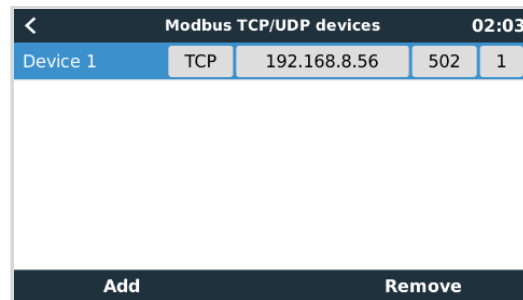 Modbus TCP/UDP devices 02:03
Device 1 TCP 192.168.8.56 502 1
Add Remove